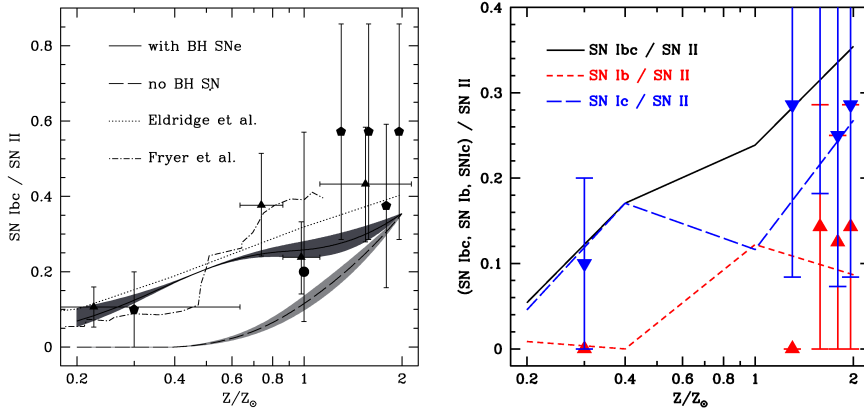 0.8
0.6
0.4
0.2
0
SN Ibc / SN II
with BH SNe
no BH SN
Eldridge et al.
Fryer et al.
0.2 0.4 0.6 0.8 1 2
Z/Z☉
0.4
0.3
0.2
0.1
0
(SN Ibc, SN Ib, SNIc) / SN II
SN Ibc / SN II
SN Ib / SN II
SN Ic / SN II
0.2 0.4 0.6 0.8 1 2
Z/Z☉